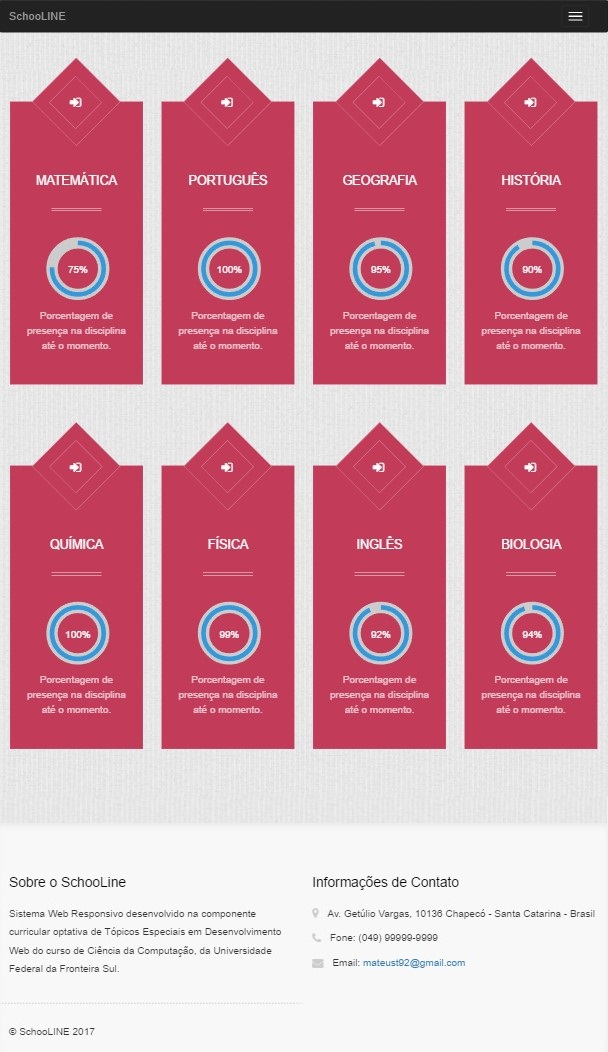 SchooLINE
MATEMÁTICA
75%
Porcentagem de
presença na disciplina
até o momento.
PORTUGUÊS
100%
Porcentagem de
presença na disciplina
até o momento.
GEOGRAFIA
95%
Porcentagem de
presença na disciplina
até o momento.
HISTÓRIA
90%
Porcentagem de
presença na disciplina
até o momento.
QUÍMICA
100%
Porcentagem de
presença na disciplina
até o momento.
FÍSICA
99%
Porcentagem de
presença na disciplina
até o momento.
INGLÊS
92%
Porcentagem de
presença na disciplina
até o momento.
BIOLOGIA
94%
Porcentagem de
presença na disciplina
até o momento.
Sobre o SchooLine
Sistema Web Responsivo desenvolvido na componente
curricular optativa de Tópicos Especiais em Desenvolvimento
Web do curso de Ciência da Computação, da Universidade
Federal da Fronteira Sul.
Informações de Contato
Av. Getúlio Vargas, 10136 Chapecó - Santa Catarina - Brasil
Fone: (049) 99999-9999
Email: mateust92@gmail.com
© SchooLINE 2017